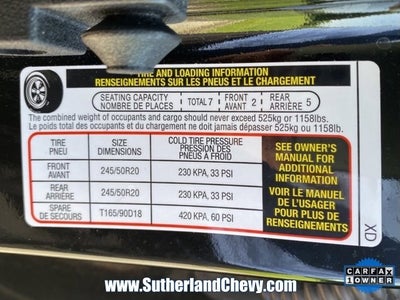 TIRE AND LOADING INFORMATION
RENSEIGNEMENTS SUR LES PNEUS ET LE CHARGEMENT
SEATING CAPACITY
NOMBRE DE PLACES
TOTAL 7
FRONT
AVANT 2
REAR
ARRIÈRE 5
The combined weight of occupants and cargo should never exceed 525kg or 1158lbs.
Le poids total des occupants et du chargement ne doit jamais dépasser 525kg ou 1158lb.
TIRE
PNEU
SIZE
DIMENSIONS
COLD TIRE PRESSURE
PRESSION DES
PNEUS À FROID
FRONT
AVANT
245/50R20
230 KPA, 33 PSI
REAR
ARRIÈRE
245/50R20
230 KPA, 33 PSI
SPARE
DE SECOURS
T165/90D18
420 KPA, 60 PSI
SEE OWNER'S
MANUAL FOR
ADDITIONAL
INFORMATION
VOIR LE MANUEL
DE L'USAGER
POUR PLUS DE
RENSEIGNEMENTS
XD
www.SutherlandChevy.com
CARFAX
1 OWNER